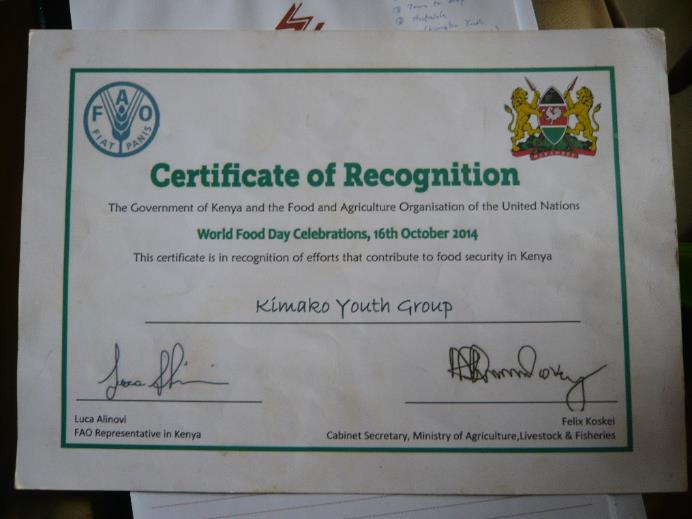 FAO
FIAT PANIS
HARAMBEE
Certificate of Recognition
The Government of Kenya and the Food and Agriculture Organisation of the United Nations
World Food Day Celebrations, 16th October 2014
This certificate is in recognition of efforts that contribute to food security in Kenya
Kimako Youth Group
Luca Alinovi
FAO Representative in Kenya
Felix Koskei
Cabinet Secretary, Ministry of Agriculture,Livestock & Fisheries